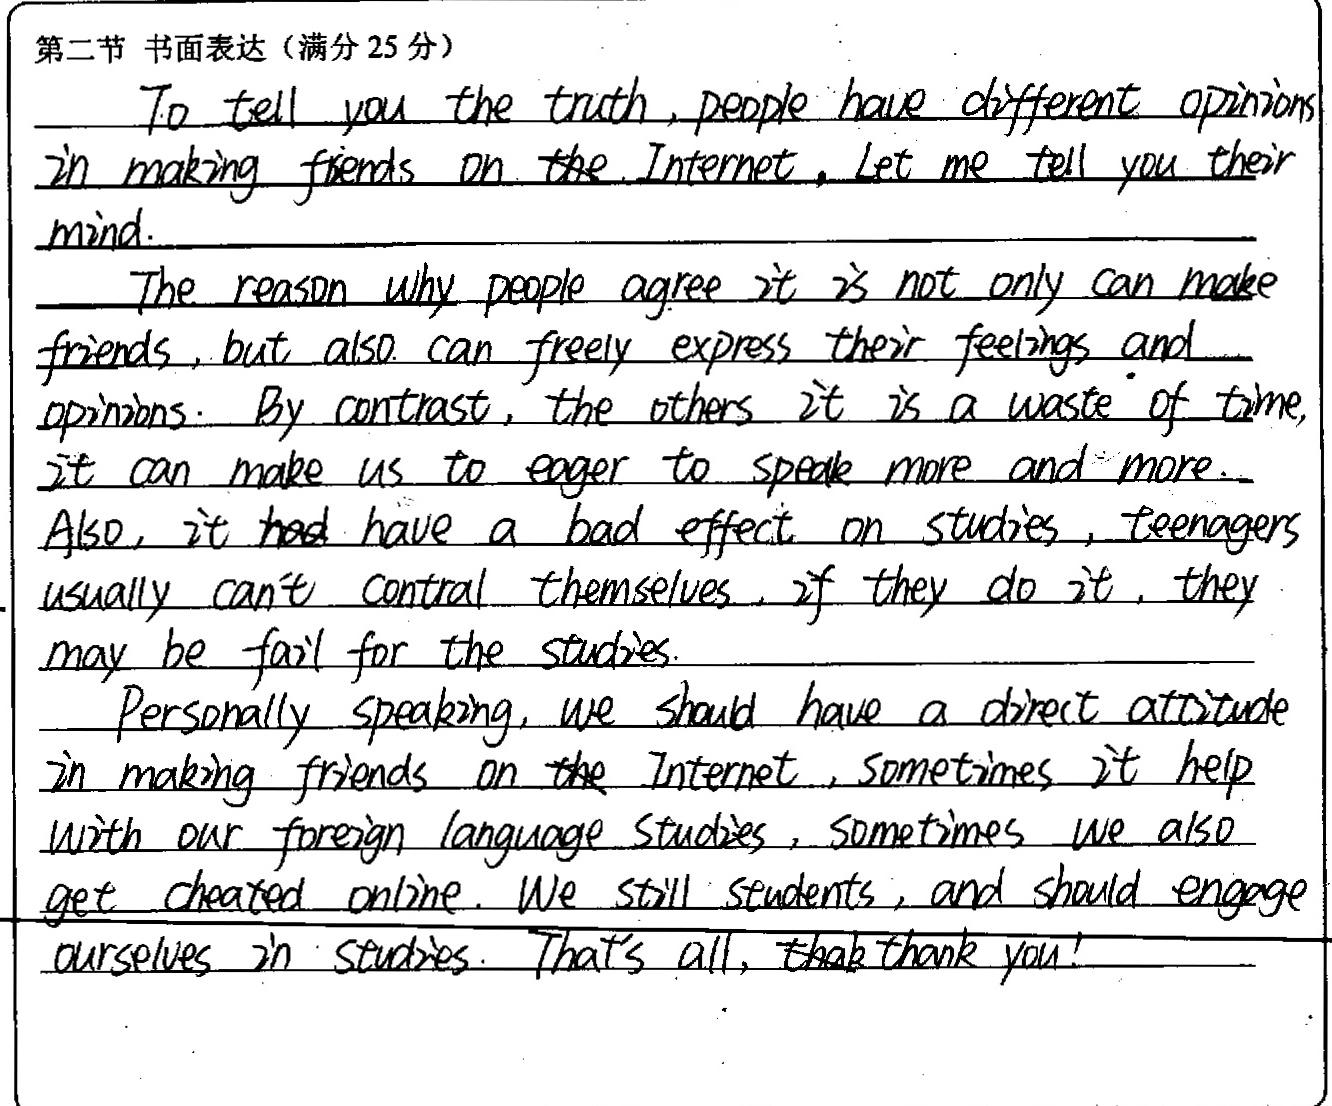 第二节 书面表达（满分 25 分）
To tell you the truth, people have different opinions
in making friends on the Internet. Let me tell you their
mind.
The reason why people agree it is not only can make
friends, but also can freely express their feelings and
opinions. By contrast, the others it is a waste of time,
it can make us to eager to speak more and more.
Also, it had have a bad effect on studies, teenagers
usually can't contral themselves, if they do it, they
may be fail for the studies.
Personally speaking, we should have a direct attitude
in making friends on the Internet, sometimes it help
with our foreign language studies, sometimes we also
get cheated online. We still students, and should engage
ourselves in studies. That's all, thak thank you!